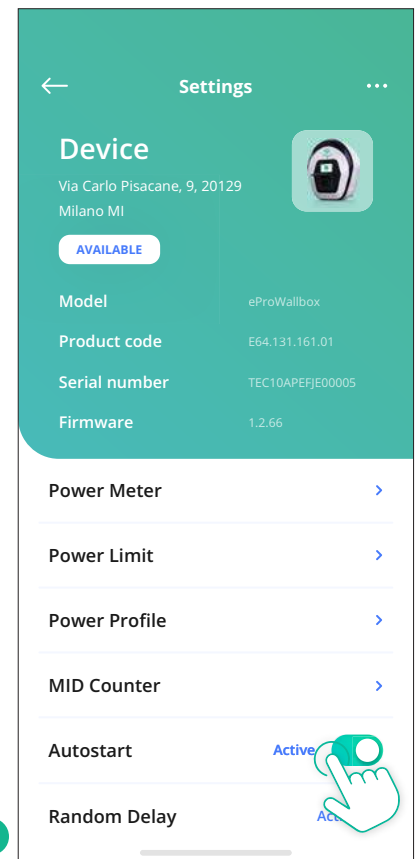 Settings
Device
Via Carlo Pisacane, 9, 20129
Milano MI
AVAILABLE
Model eProWallbox
Product code E64.131.161.01
Serial number TEC10APEFJE00005
Firmware 1.2.66
Power Meter
Power Limit
Power Profile
MID Counter
Autostart Active
Random Delay